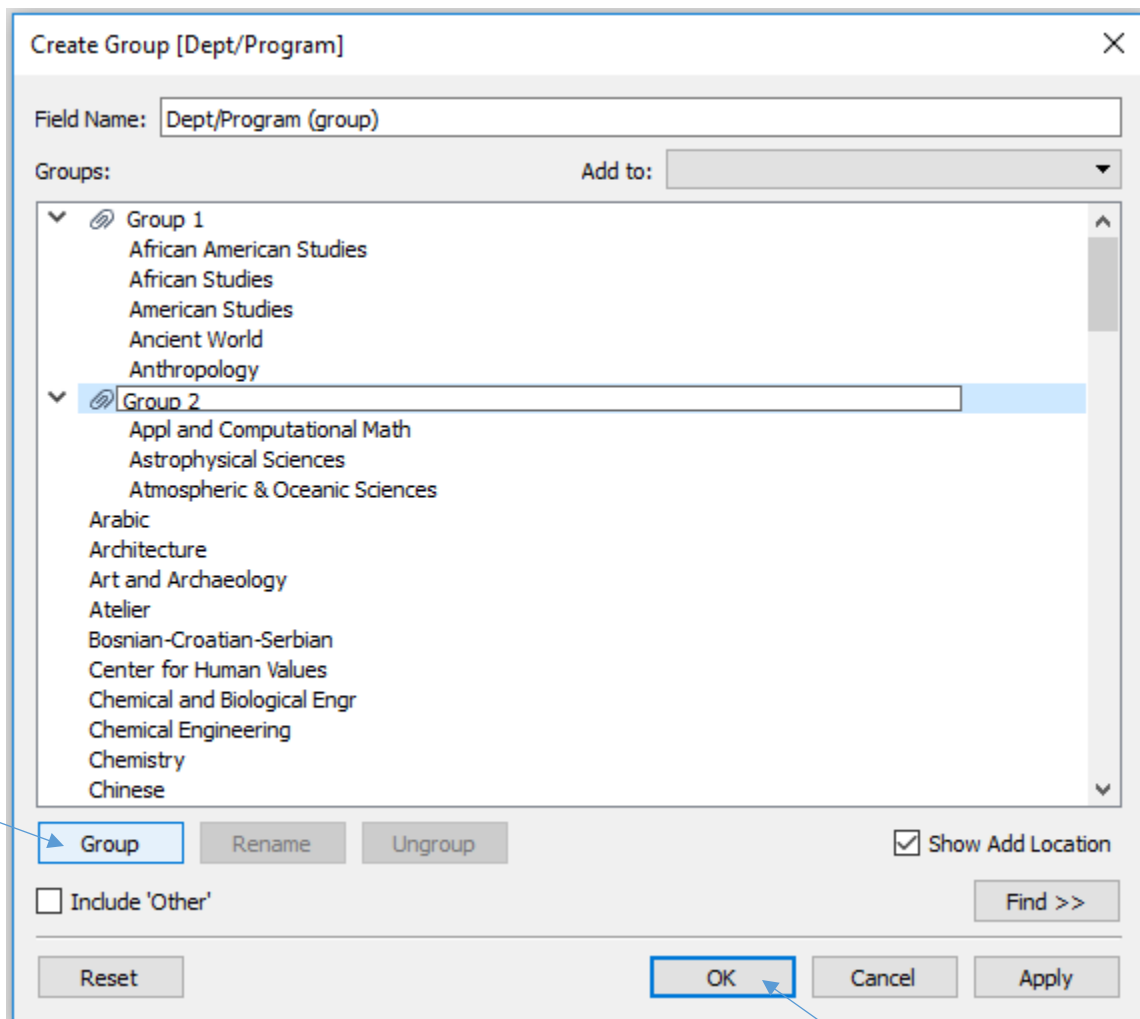 Create Group [Dept/Program]
Field Name: Dept/Program (group)
Groups: Add to:
Group 1
African American Studies
African Studies
American Studies
Ancient World
Anthropology
Group 2
Appl and Computational Math
Astrophysical Sciences
Atmospheric & Oceanic Sciences
Arabic
Architecture
Art and Archaeology
Atelier
Bosnian-Croatian-Serbian
Center for Human Values
Chemical and Biological Engr
Chemical Engineering
Chemistry
Chinese
Group Rename Ungroup Show Add Location
Include 'Other' Find >>
Reset OK Cancel Apply